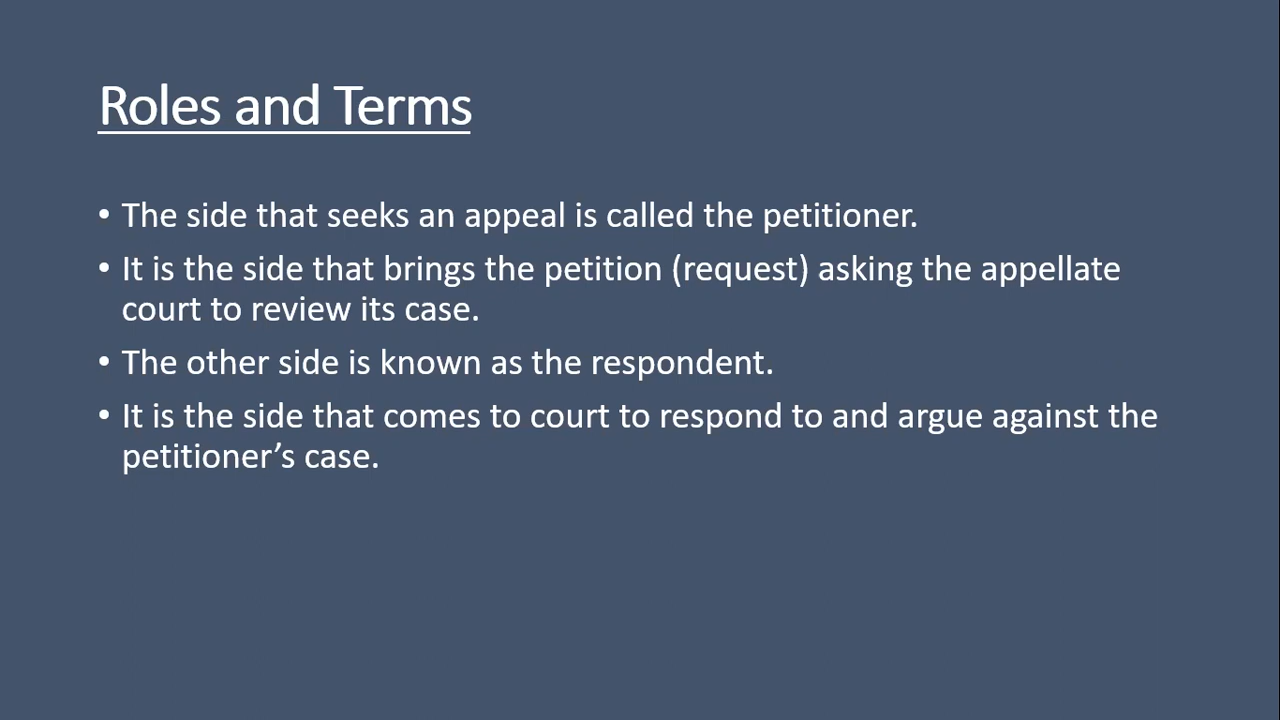 Roles and Terms
• The side that seeks an appeal is called the petitioner.
• It is the side that brings the petition (request) asking the appellate
court to review its case.
• The other side is known as the respondent.
• It is the side that comes to court to respond to and argue against the
petitioner’s case.